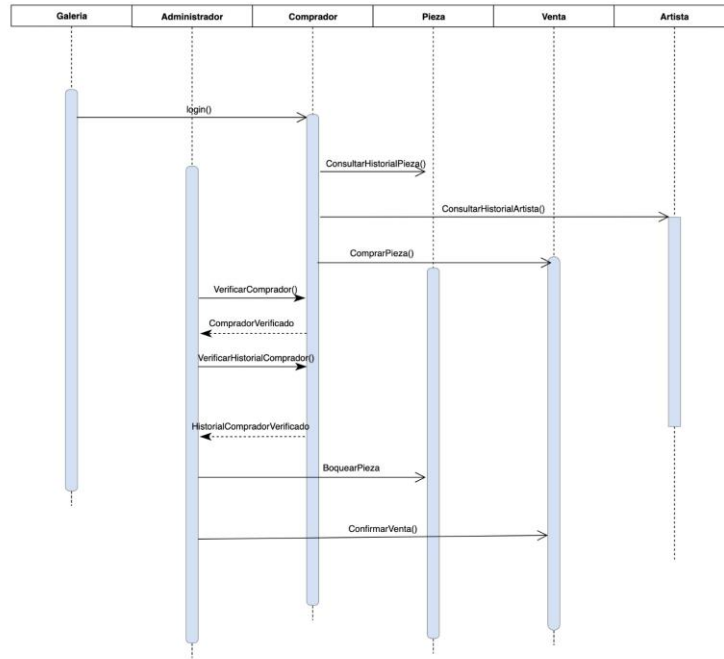 Galeria
Administrador
Comprador
Pieza
Venta
Artista
login()
ConsultarHistorialPieza()
ConsultarHistorialArtista()
ComprarPieza()
VerificarComprador()
CompradorVerificado
VerificarHistorialComprador()
HistorialCompradorVerificado
BoquearPieza
ConfirmarVenta()